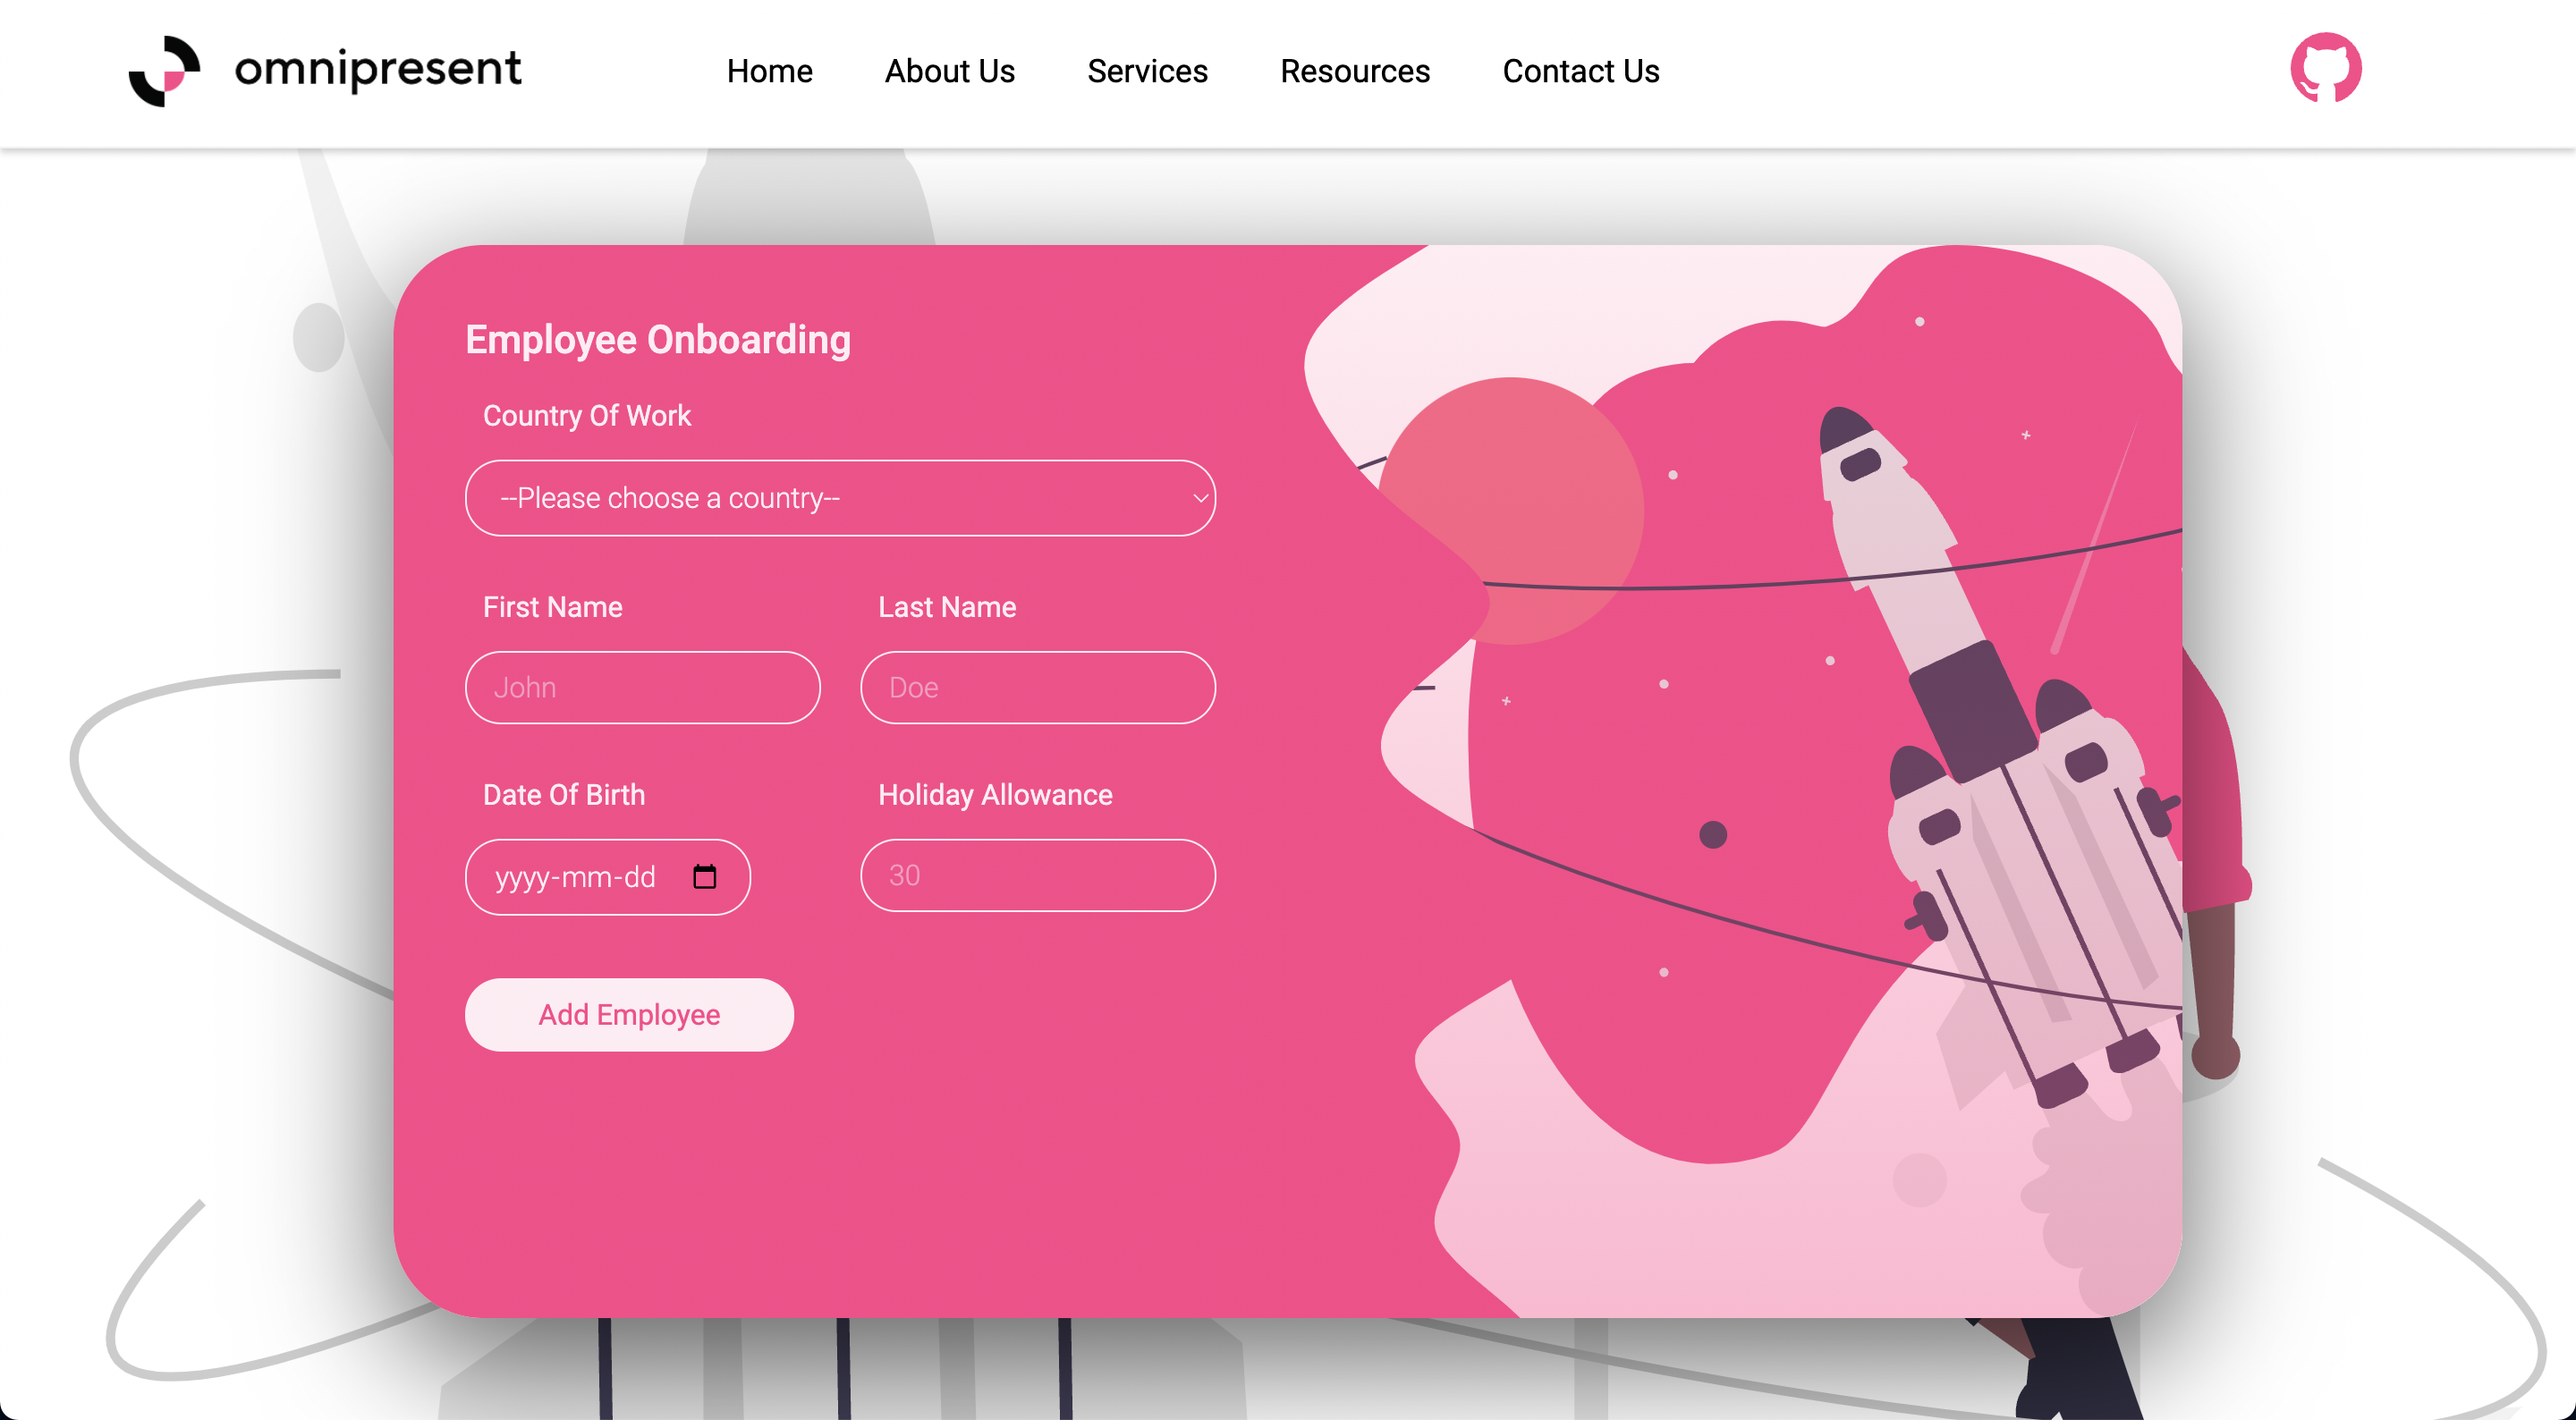 omnipresent
Home About Us Services Resources Contact Us
Employee Onboarding
Country Of Work
--Please choose a country--
First Name Last Name
John Doe
Date Of Birth Holiday Allowance
yyyy-mm-dd 30
Add Employee